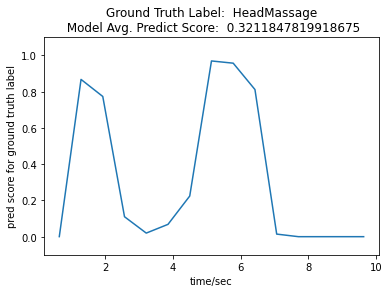 Ground Truth Label:  HeadMassage
Model Avg. Predict Score:  0.3211847819918675
pred score for ground truth label
1.0
0.8
0.6
0.4
0.2
0.0
2 4 6 8 10
time/sec